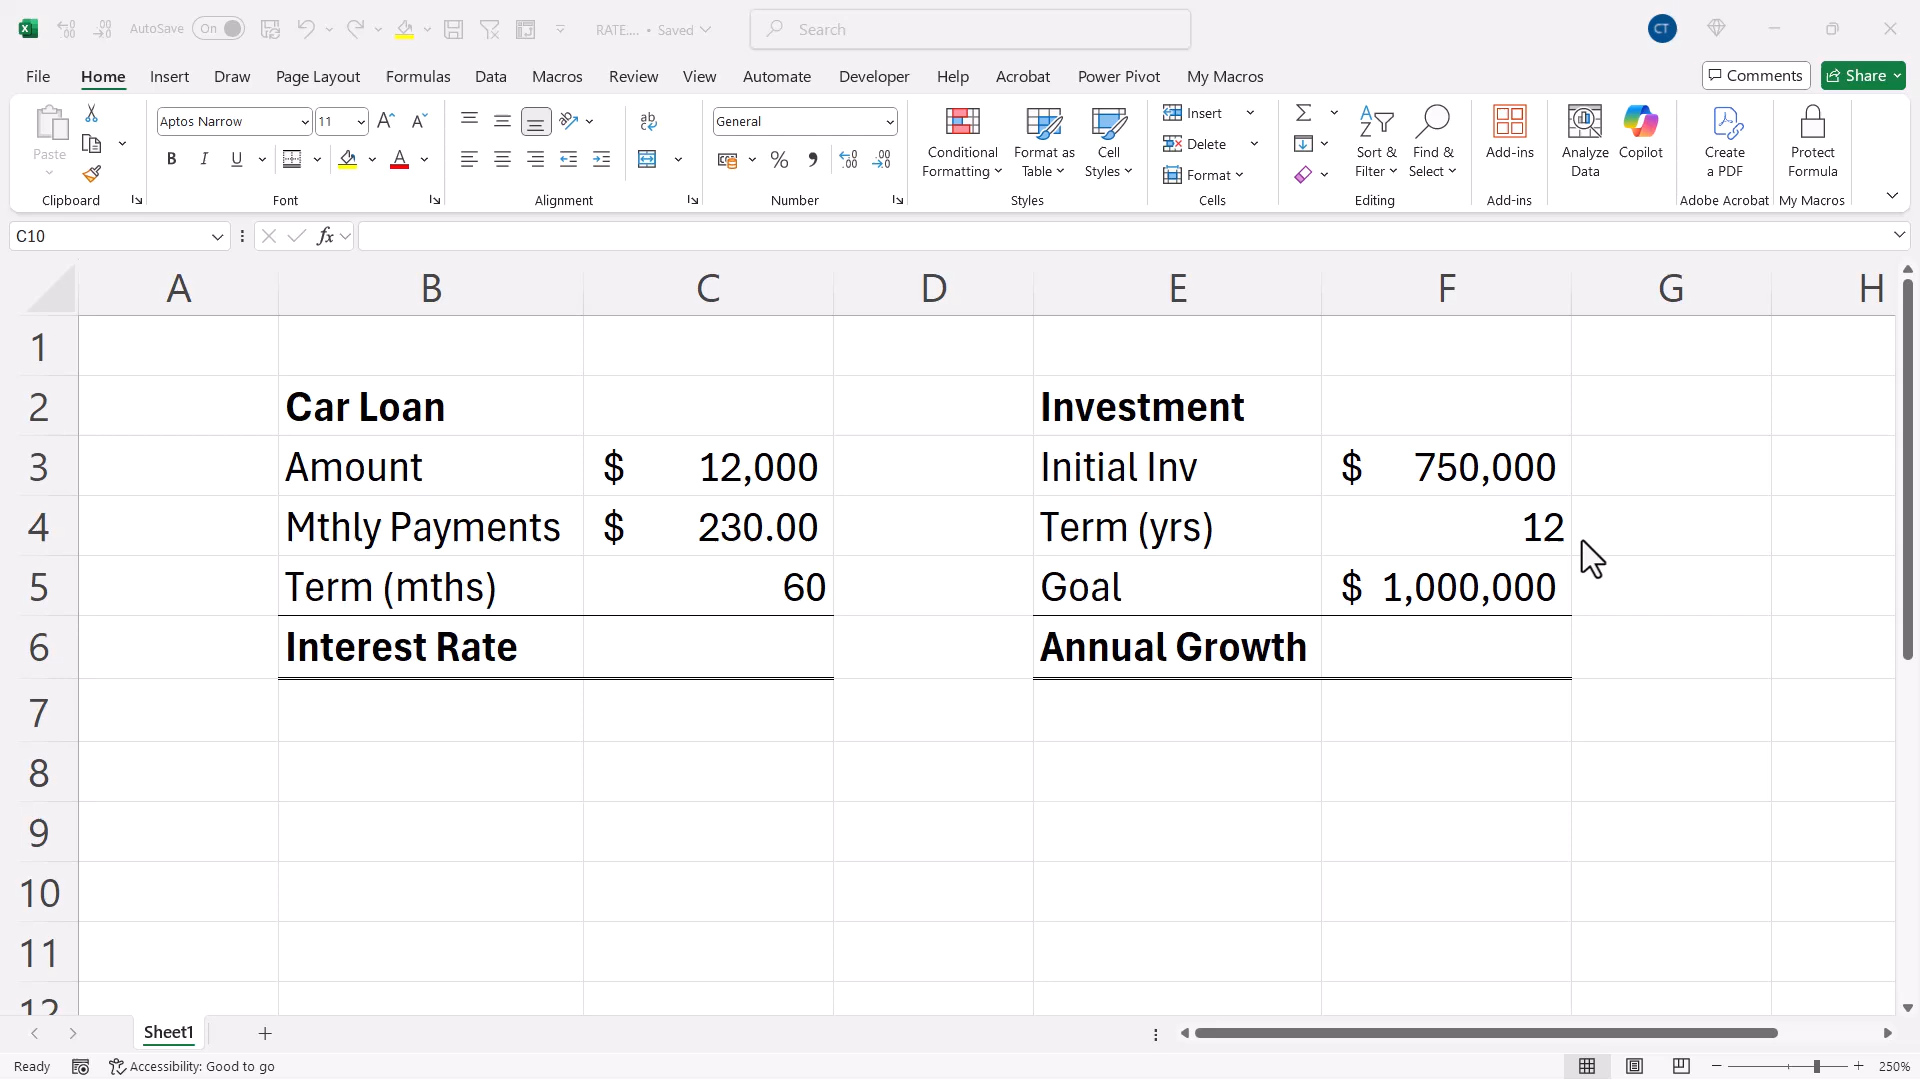 AutoSave On RATE.... • Saved Search CT
File Home Insert Draw Page Layout Formulas Data Macros Review View Automate Developer Help Acrobat Power Pivot My Macros Comments Share
Paste
Clipboard
Aptos Narrow 11
B I U A
Font
ab
Alignment
General
% 9
Number
Conditional Formatting
Format as Table
Cell Styles
Styles
Insert
Delete
Format
Cells
Sort & Filter
Find & Select
Editing
Add-ins
Add-ins
Analyze Data
Copilot
Create a PDF
Adobe Acrobat
Protect Formula
My Macros
C10 fx
A B C D E F G H
1
2 Car Loan Investment
3 Amount $ 12,000 Initial Inv $ 750,000
4 Mthly Payments $ 230.00 Term (yrs) 12
5 Term (mths) 60 Goal $ 1,000,000
6 Interest Rate Annual Growth
7
8
9
10
11
12
Sheet1
Ready Accessibility: Good to go 250%